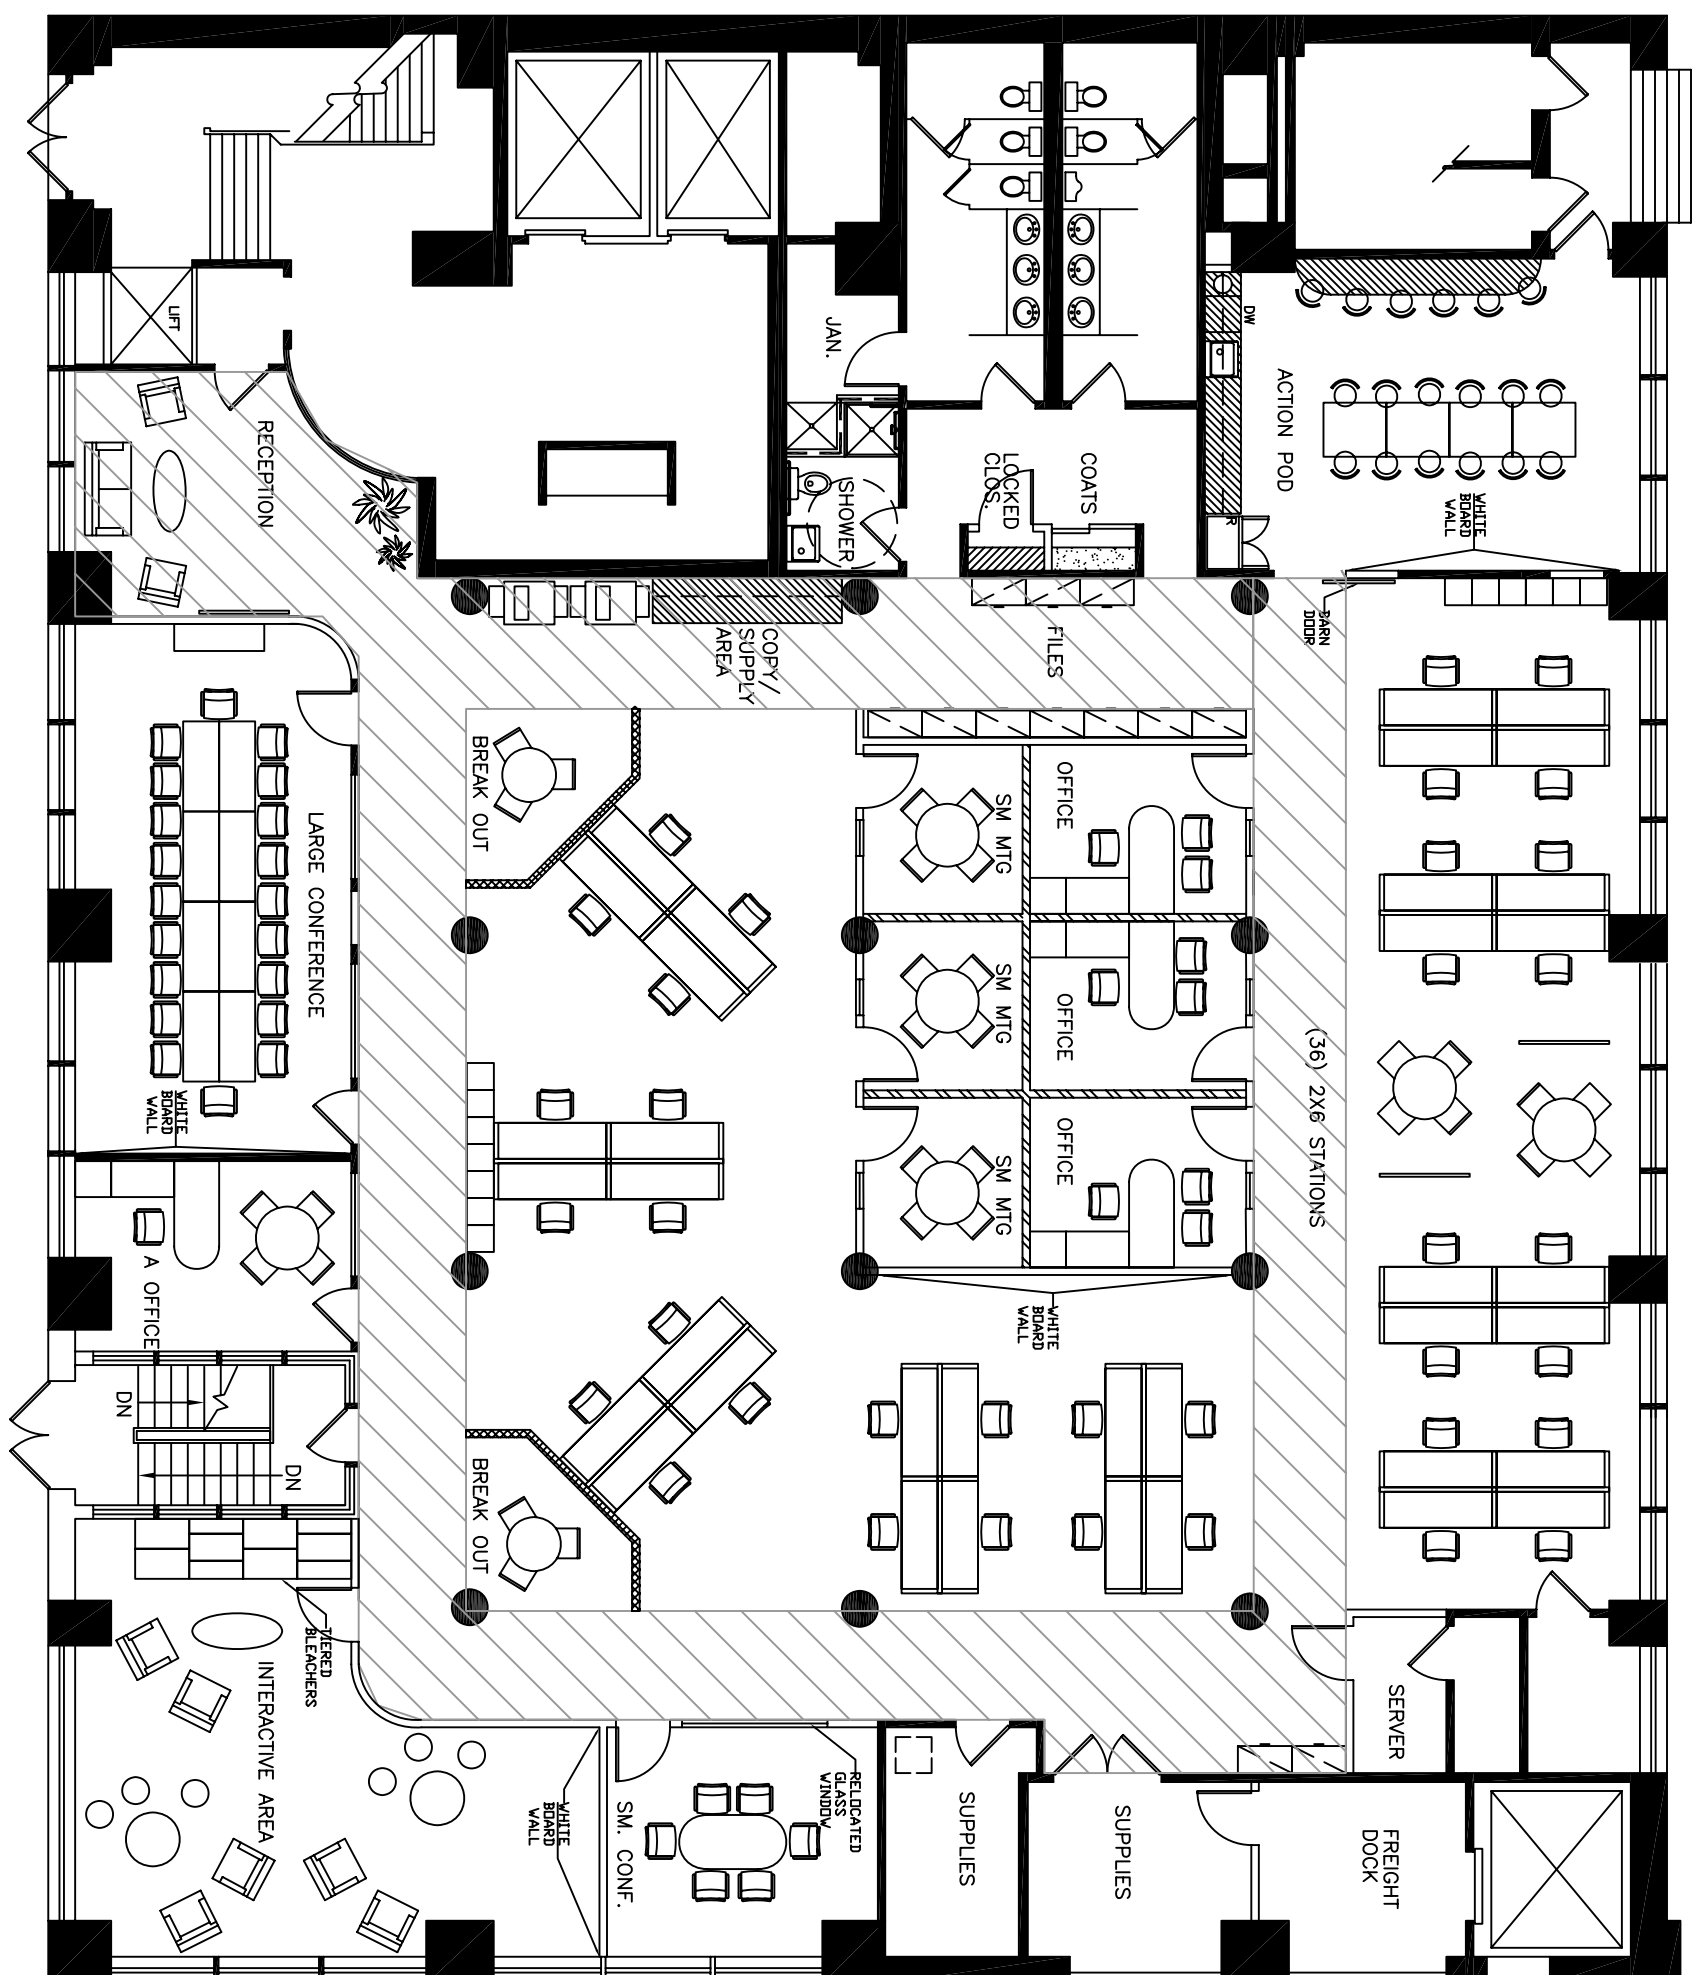 LIFT
RECEPTION
JAN.
SHOWER
LOCKED
CLOS.
COATS
DW
ACTION POD
R
WHITE
BOARD
WALL
BARN
DOOR
COPY/
SUPPLY
AREA
FILES
BREAK OUT
LARGE CONFERENCE
WHITE
BOARD
WALL
SM MTG
OFFICE
SM MTG
OFFICE
SM MTG
OFFICE
(36) 2X6 STATIONS
WHITE
BOARD
WALL
A OFFICE
DN
DN
BREAK OUT
TIERED
BLEACHERS
INTERACTIVE AREA
WHITE
BOARD
WALL
SM. CONF.
RELOCATED
GLASS
WINDOW
SUPPLIES
SUPPLIES
SERVER
FREIGHT
DOCK